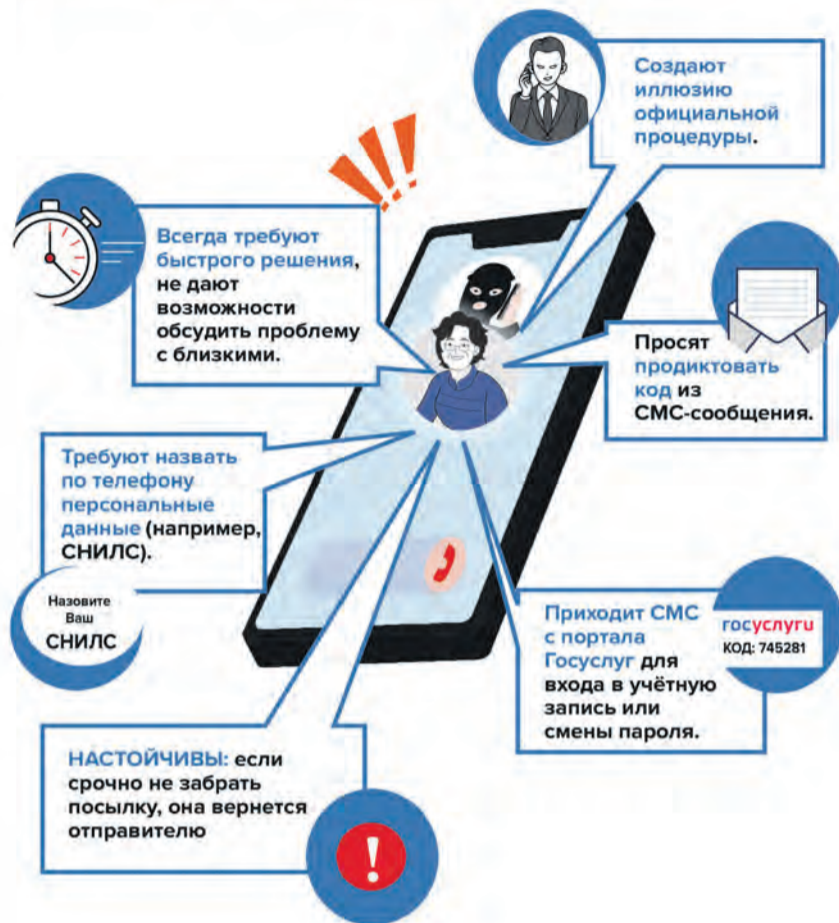 Создают
иллюзию
официальной
процедуры.
Всегда требуют
быстрого решения,
не дают
возможности
обсудить проблему
с близкими.
Просят
продиктовать
код из
СМС-сообщения.
Требуют назвать
по телефону
персональные
данные (например,
СНИЛС).
Назовите
Ваш
СНИЛС
Приходит СМС
с портала
Госуслуг для
входа в учётную
запись или
смены пароля.
госуслуги
КОД: 745281
НАСТОЙЧИВЫ: если
срочно не забрать
посылку, она вернется
отправителю